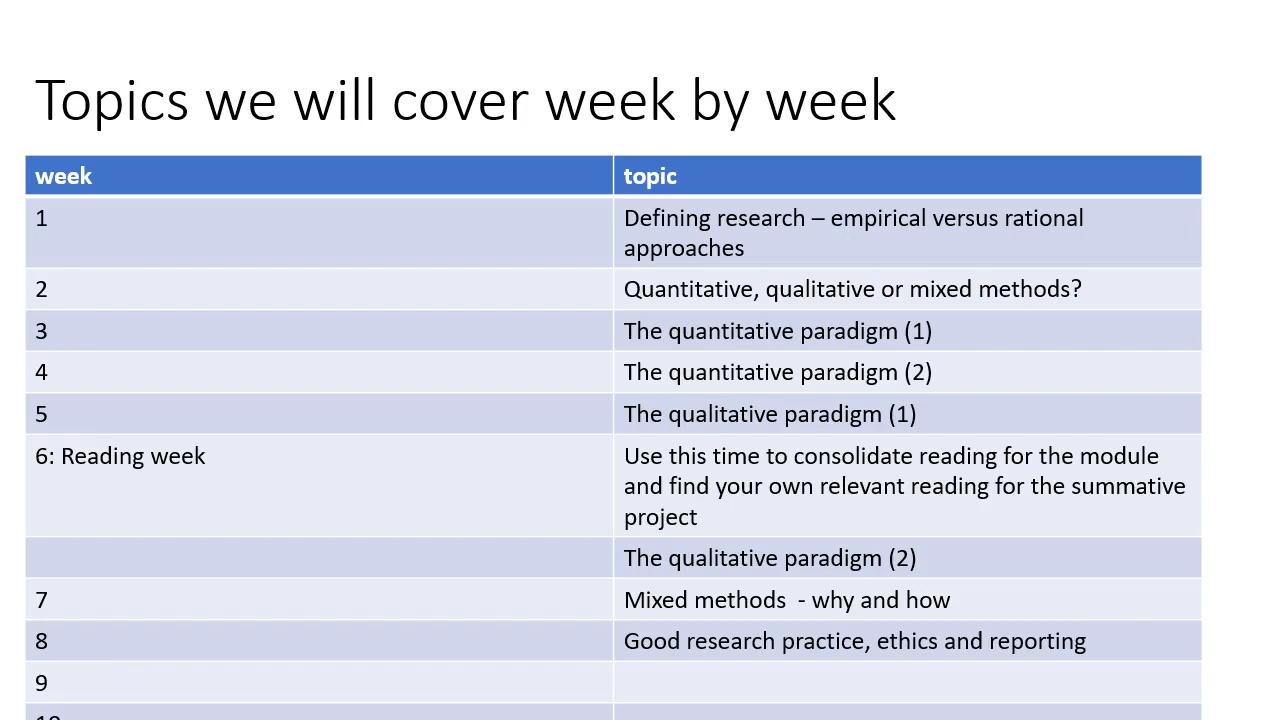 Topics we will cover week by week
week topic
1 Defining research – empirical versus rational
approaches
2 Quantitative, qualitative or mixed methods?
3 The quantitative paradigm (1)
4 The quantitative paradigm (2)
5 The qualitative paradigm (1)
6: Reading week Use this time to consolidate reading for the module
and find your own relevant reading for the summative
project
The qualitative paradigm (2)
7 Mixed methods  - why and how
8 Good research practice, ethics and reporting
9